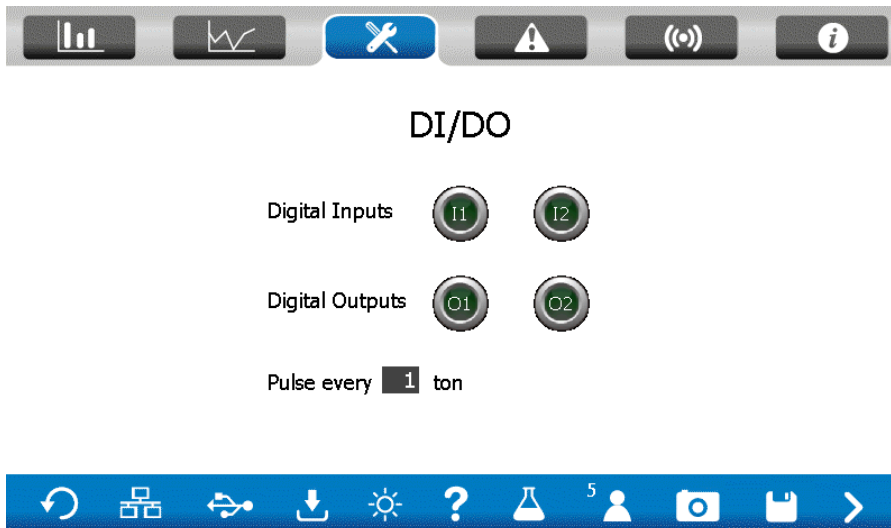 DI/DO
Digital Inputs I1 I2
Digital Outputs O1 O2
Pulse every 1 ton
5